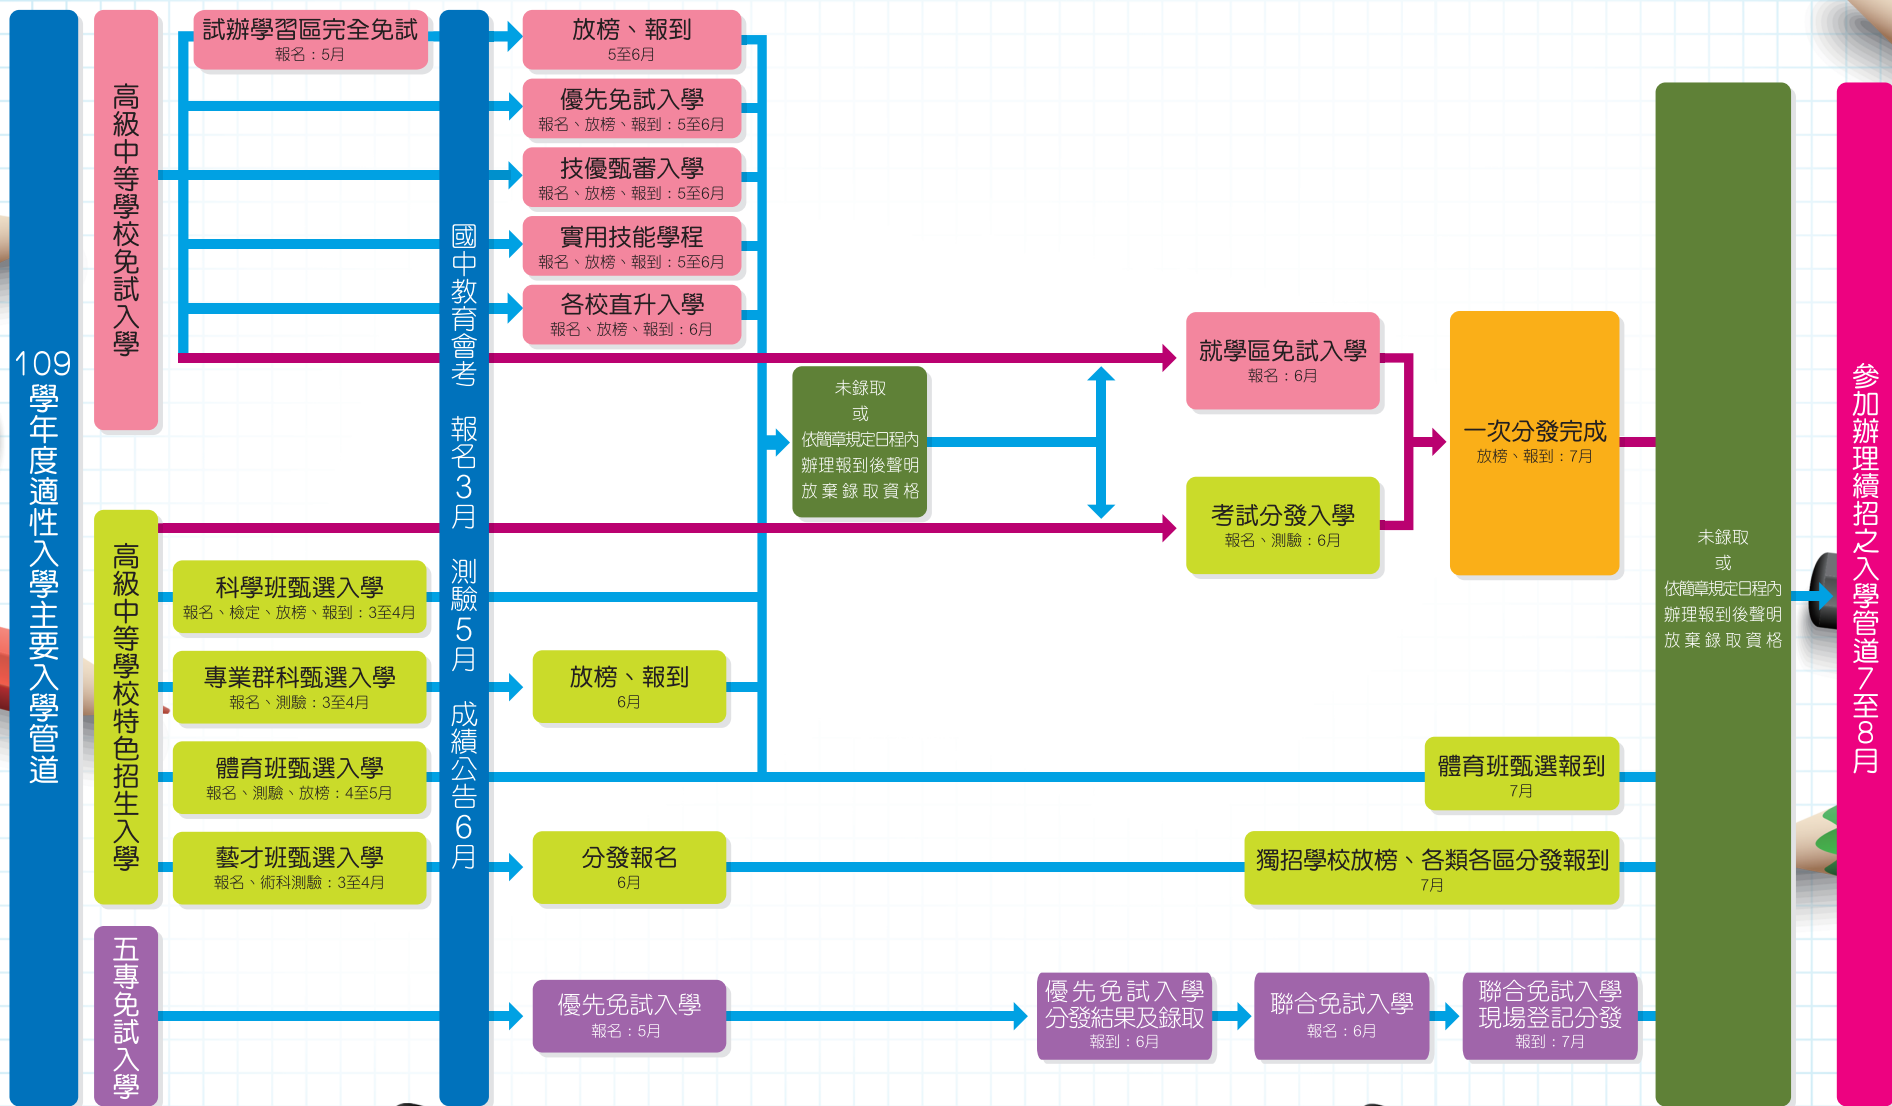 109學年度適性入學主要入學管道
高級中等學校免試入學
試辦學習區完全免試
報名：5月
放榜、報到
5至6月
優先免試入學
報名、放榜、報到：5至6月
技優甄審入學
報名、放榜、報到：5至6月
實用技能學程
報名、放榜、報到：5至6月
各校直升入學
報名、放榜、報到：6月
國中教育會考 報名3月 測驗5月 成績公告6月
未錄取
或
依簡章規定日程內
辦理報到後聲明
放棄錄取資格
就學區免試入學
報名：6月
考試分發入學
報名、測驗：6月
一次分發完成
放榜、報到：7月
高級中等學校特色招生入學
科學班甄選入學
報名、檢定、放榜、報到：3至4月
專業群科甄選入學
報名、測驗：3至4月
放榜、報到
6月
體育班甄選入學
報名、測驗、放榜：4至5月
體育班甄選報到
7月
藝才班甄選入學
報名、術科測驗：3至4月
分發報名
6月
獨招學校放榜、各類各區分發報到
7月
五專免試入學
優先免試入學
報名：5月
優先免試入學
分發結果及錄取
報到：6月
聯合免試入學
報名：6月
聯合免試入學
現場登記分發
報到：7月
未錄取
或
依簡章規定日程內
辦理報到後聲明
放棄錄取資格
參加辦理續招之入學管道7至8月